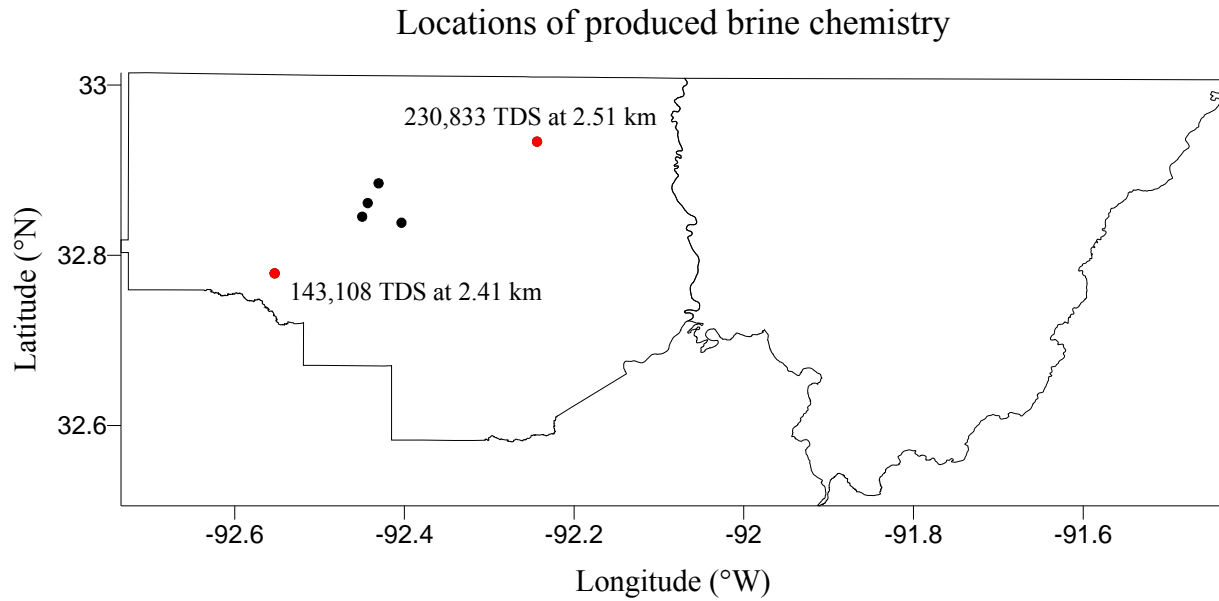 Locations of produced brine chemistry
33
230,833 TDS at 2.51 km
32.8
143,108 TDS at 2.41 km
Latitude (°N)
32.6
-92.6
-92.4
-92.2
-92
-91.8
-91.6
Longitude (°W)